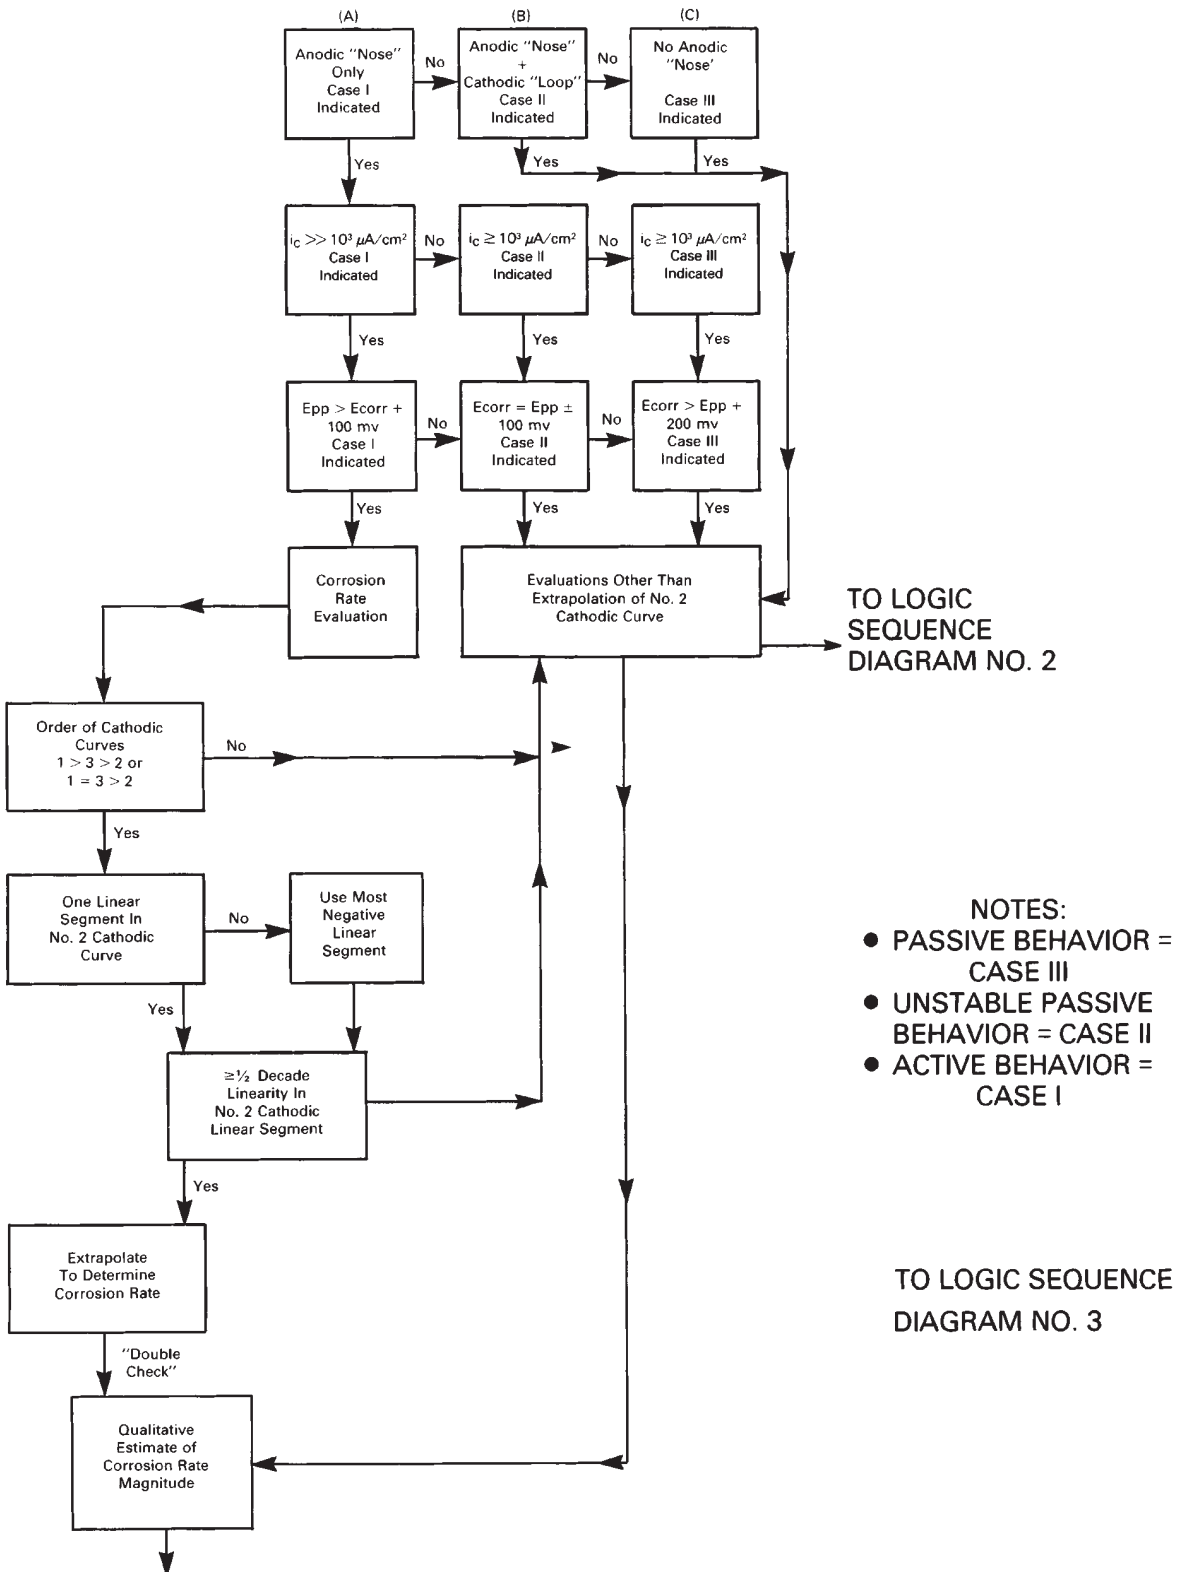 (A)
(B)
(C)
Anodic "Nose"
Only
Case I
Indicated
No
Anodic "Nose"
+
Cathodic "Loop"
Case II
Indicated
No
No Anodic
"Nose'
Case III
Indicated
Yes
Yes
Yes
ic >> 10³ μA/cm²
Case I
Indicated
No
ic ≥ 10³ μA/cm²
Case II
Indicated
No
ic ≥ 10³ μA/cm²
Case III
Indicated
Yes
Yes
Yes
Epp > Ecorr +
100 mv
Case I
Indicated
No
Ecorr = Epp ±
100 mv
Case II
Indicated
No
Ecorr > Epp +
200 mv
Case III
Indicated
Yes
Yes
Yes
Corrosion
Rate
Evaluation
Evaluations Other Than
Extrapolation of No. 2
Cathodic Curve
TO LOGIC
SEQUENCE
DIAGRAM NO. 2
Order of Cathodic
Curves
1 > 3 > 2 or
1 = 3 > 2
No
Yes
One Linear
Segment In
No. 2 Cathodic
Curve
No
Use Most
Negative
Linear
Segment
Yes
≥½ Decade
Linearity In
No. 2 Cathodic
Linear Segment
Yes
Extrapolate
To Determine
Corrosion Rate
"Double
Check"
Qualitative
Estimate of
Corrosion Rate
Magnitude
NOTES:
● PASSIVE BEHAVIOR =
CASE III
● UNSTABLE PASSIVE
BEHAVIOR = CASE II
● ACTIVE BEHAVIOR =
CASE I
TO LOGIC SEQUENCE
DIAGRAM NO. 3